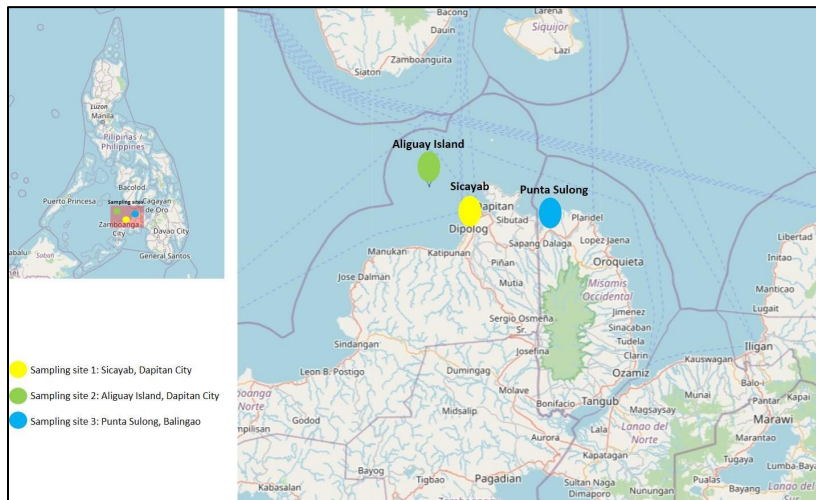 Luzon
Manila
Pilipinas /
Philippines
Bacolod
Sampling sites
Cagayan
de Oro
Puerto Princesa
Zamboanga
City
Davao City
General Santos
Sabah
Sampling site 1: Sicayab, Dapitan City
Sampling site 2: Aliguay Island, Dapitan City
Sampling site 3: Punta Sulong, Balingao
Bacong
Dauin
Zamboanguita
Siaton
Siquijor
Larena
Lazi
Aliguay Island
Sicayab
Punta Sulong
Dapitan
Sibutad
Plaridel
Dipolog
Sapang Dalaga
Lopez Jaena
Libertad
Initao
Manukan
Katipunan
Oroquieta
Piñan
Jose Dalman
Mutia
Misamis
Occidental
Manticao
Lugait
Sergio Osmeña
Sr.
Jimenez
Sinacaban
Tudela
Iligan
Sindangan
Josefina
Clarin
Kauswagan
Leon B. Postigo
Dumingag
Ozamiz
Balo-i
Molave
Tangub
Munai
Pantar
Kapai
Midsalip
Bonifacio
Magsaysay
Godod
Lala
Lanao del
Norte
Marawi
Aurora
Marantao
Kapatagan
Tugaya
Bayog
Tigbao
Pagadian
Sultan Naga
Dimaporo
Nunungan
Pualas
Bayang
Lumba-Bay
Lanao del